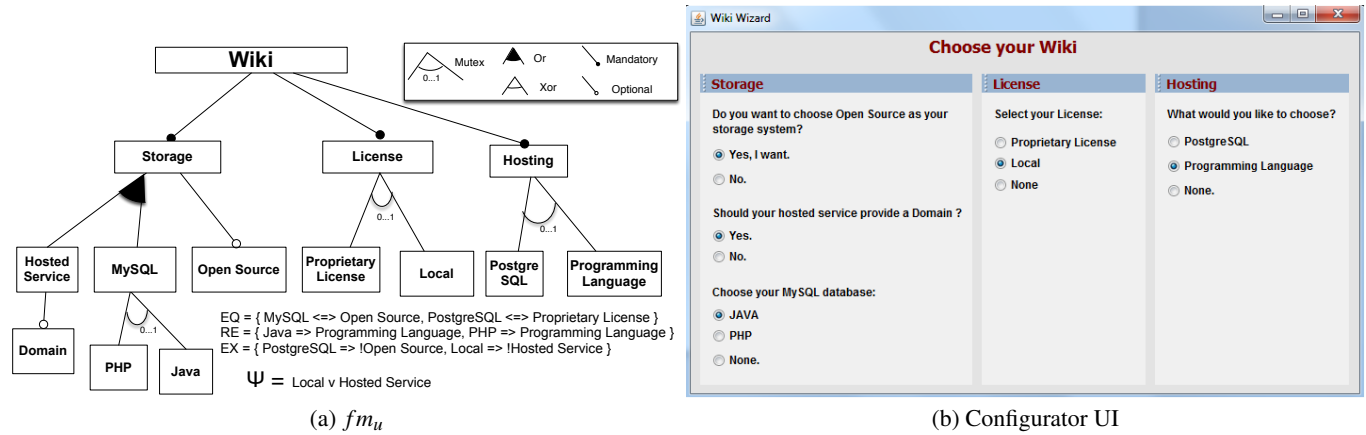 Wiki
0...1
Mutex
Or
Xor
Mandatory
Optional
Storage
License
Hosting
0...1
0...1
Hosted
Service
MySQL
Open Source
Proprietary
License
Local
Postgre
SQL
Programming
Language
Domain
0...1
PHP
Java
EQ = { MySQL <=> Open Source, PostgreSQL <=> Proprietary License }
RE = { Java => Programming Language, PHP => Programming Language }
EX = { PostgreSQL => !Open Source, Local => !Hosted Service }
Ψ = Local v Hosted Service
(a) fm_u
Wiki Wizard
Choose your Wiki
Storage
Do you want to choose Open Source as your
storage system?
Yes, I want.
No.
Should your hosted service provide a Domain ?
Yes.
No.
Choose your MySQL database:
JAVA
PHP
None.
License
Select your License:
Proprietary License
Local
None
Hosting
What would you like to choose?
PostgreSQL
Programming Language
None.
(b) Configurator UI